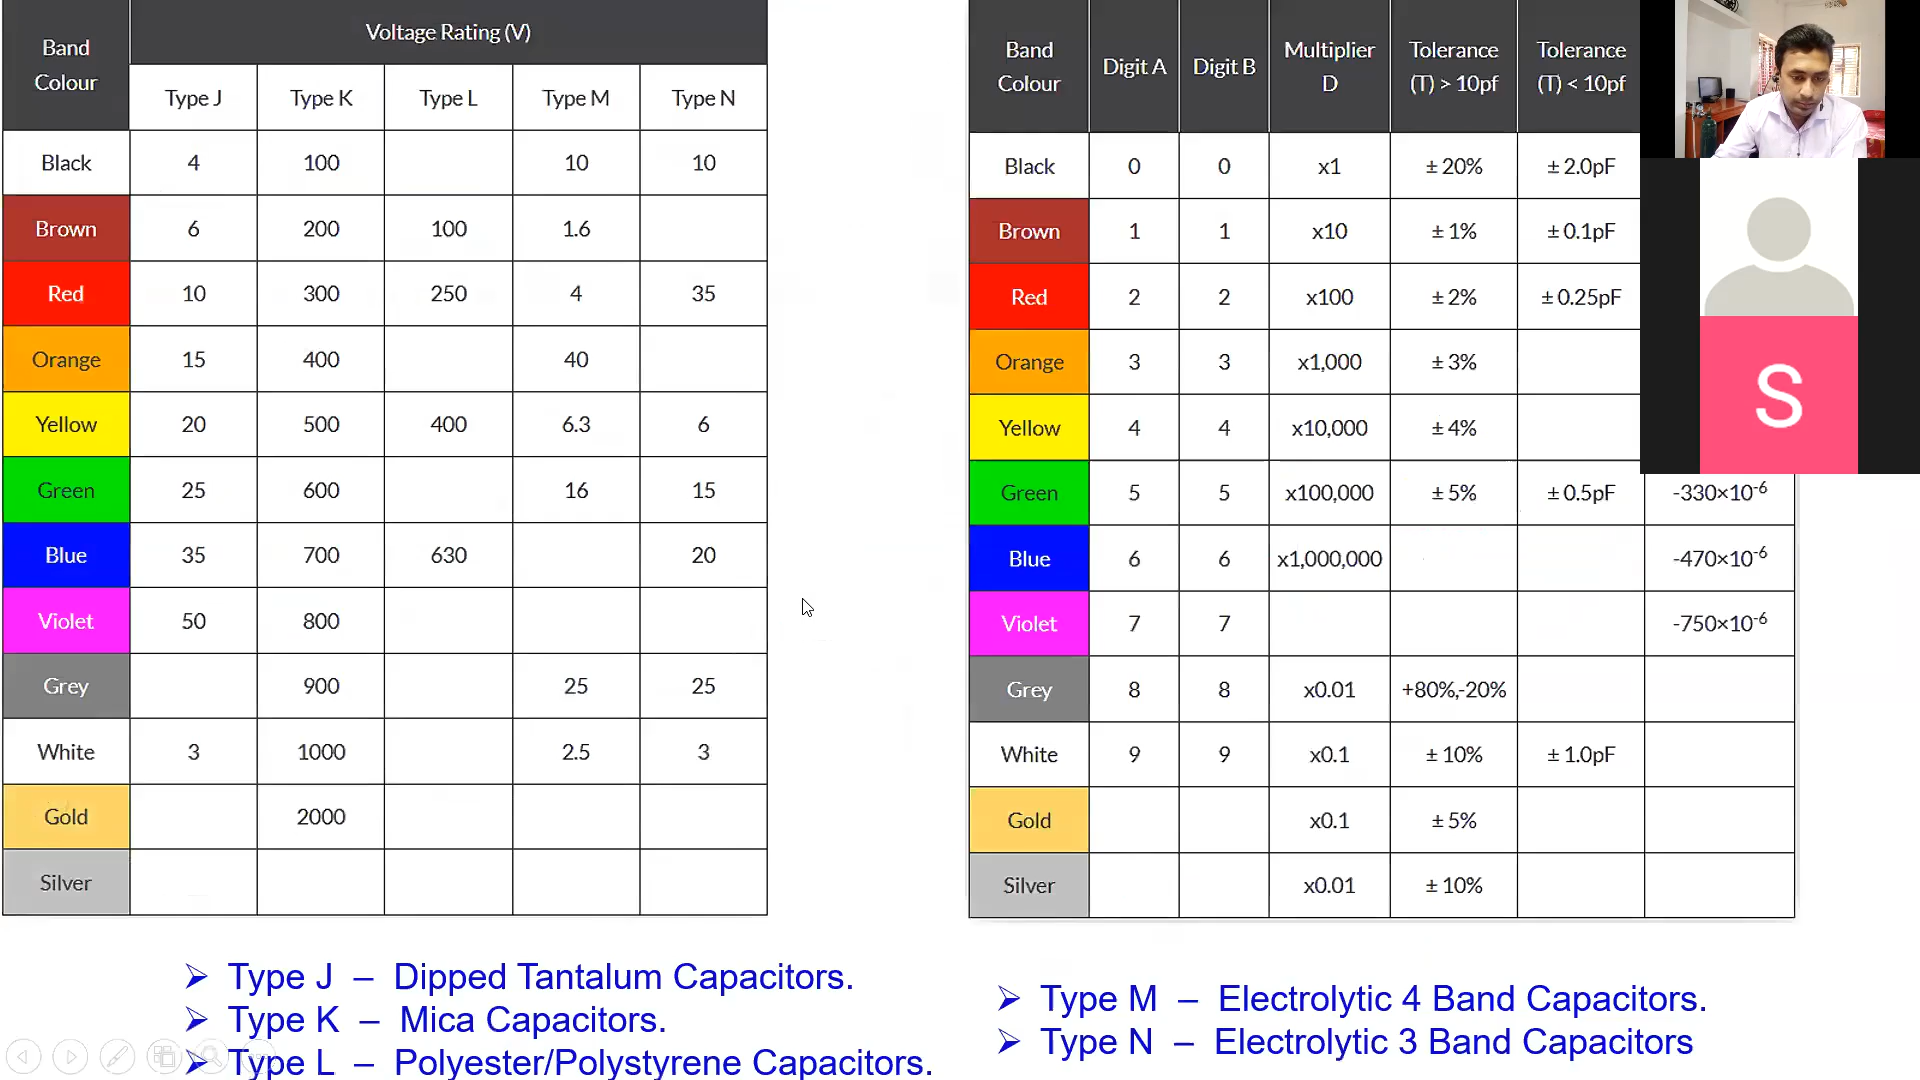 Band Colour Voltage Rating (V)
Type J Type K Type L Type M Type N
Black 4 100 10 10
Brown 6 200 100 1.6
Red 10 300 250 4 35
Orange 15 400 40
Yellow 20 500 400 6.3 6
Green 25 600 16 15
Blue 35 700 630 20
Violet 50 800
Grey 900 25 25
White 3 1000 2.5 3
Gold 2000
Silver
Band Colour Digit A Digit B Multiplier D Tolerance (T) > 10pf Tolerance (T) < 10pf
Black 0 0 x1 ± 20% ± 2.0pF
Brown 1 1 x10 ± 1% ± 0.1pF
Red 2 2 x100 ± 2% ± 0.25pF
Orange 3 3 x1,000 ± 3%
Yellow 4 4 x10,000 ± 4%
Green 5 5 x100,000 ± 5% ± 0.5pF -330×10⁻⁶
Blue 6 6 x1,000,000 -470×10⁻⁶
Violet 7 7 -750×10⁻⁶
Grey 8 8 x0.01 +80%,-20%
White 9 9 x0.1 ± 10% ± 1.0pF
Gold x0.1 ± 5%
Silver x0.01 ± 10%
S
➢ Type J – Dipped Tantalum Capacitors.
➢ Type K – Mica Capacitors.
➢ Type L – Polyester/Polystyrene Capacitors.
➢ Type M – Electrolytic 4 Band Capacitors.
➢ Type N – Electrolytic 3 Band Capacitors